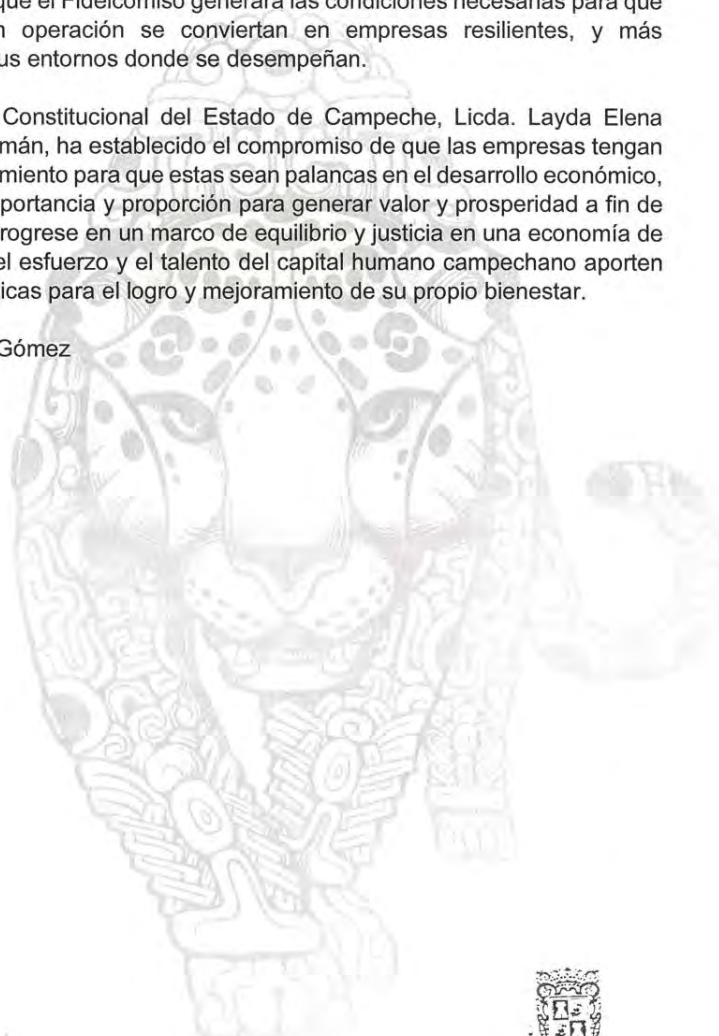 que el Fideicomiso generará las condiciones necesarias para que
operación se conviertan en empresas resilientes, y más
us entornos donde se desempeñan.
Constitucional del Estado de Campeche, Licda. Layda Elena
mán, ha establecido el compromiso de que las empresas tengan
miento para que estas sean palancas en el desarrollo económico,
portancia y proporción para generar valor y prosperidad a fin de
rogrese en un marco de equilibrio y justicia en una economía de
el esfuerzo y el talento del capital humano campechano aporten
icas para el logro y mejoramiento de su propio bienestar.
Gómez